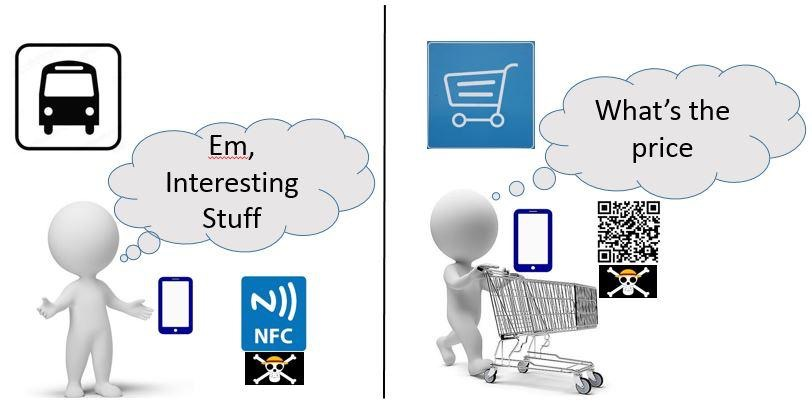 Em,
Interesting
Stuff
NFC
What's the
price